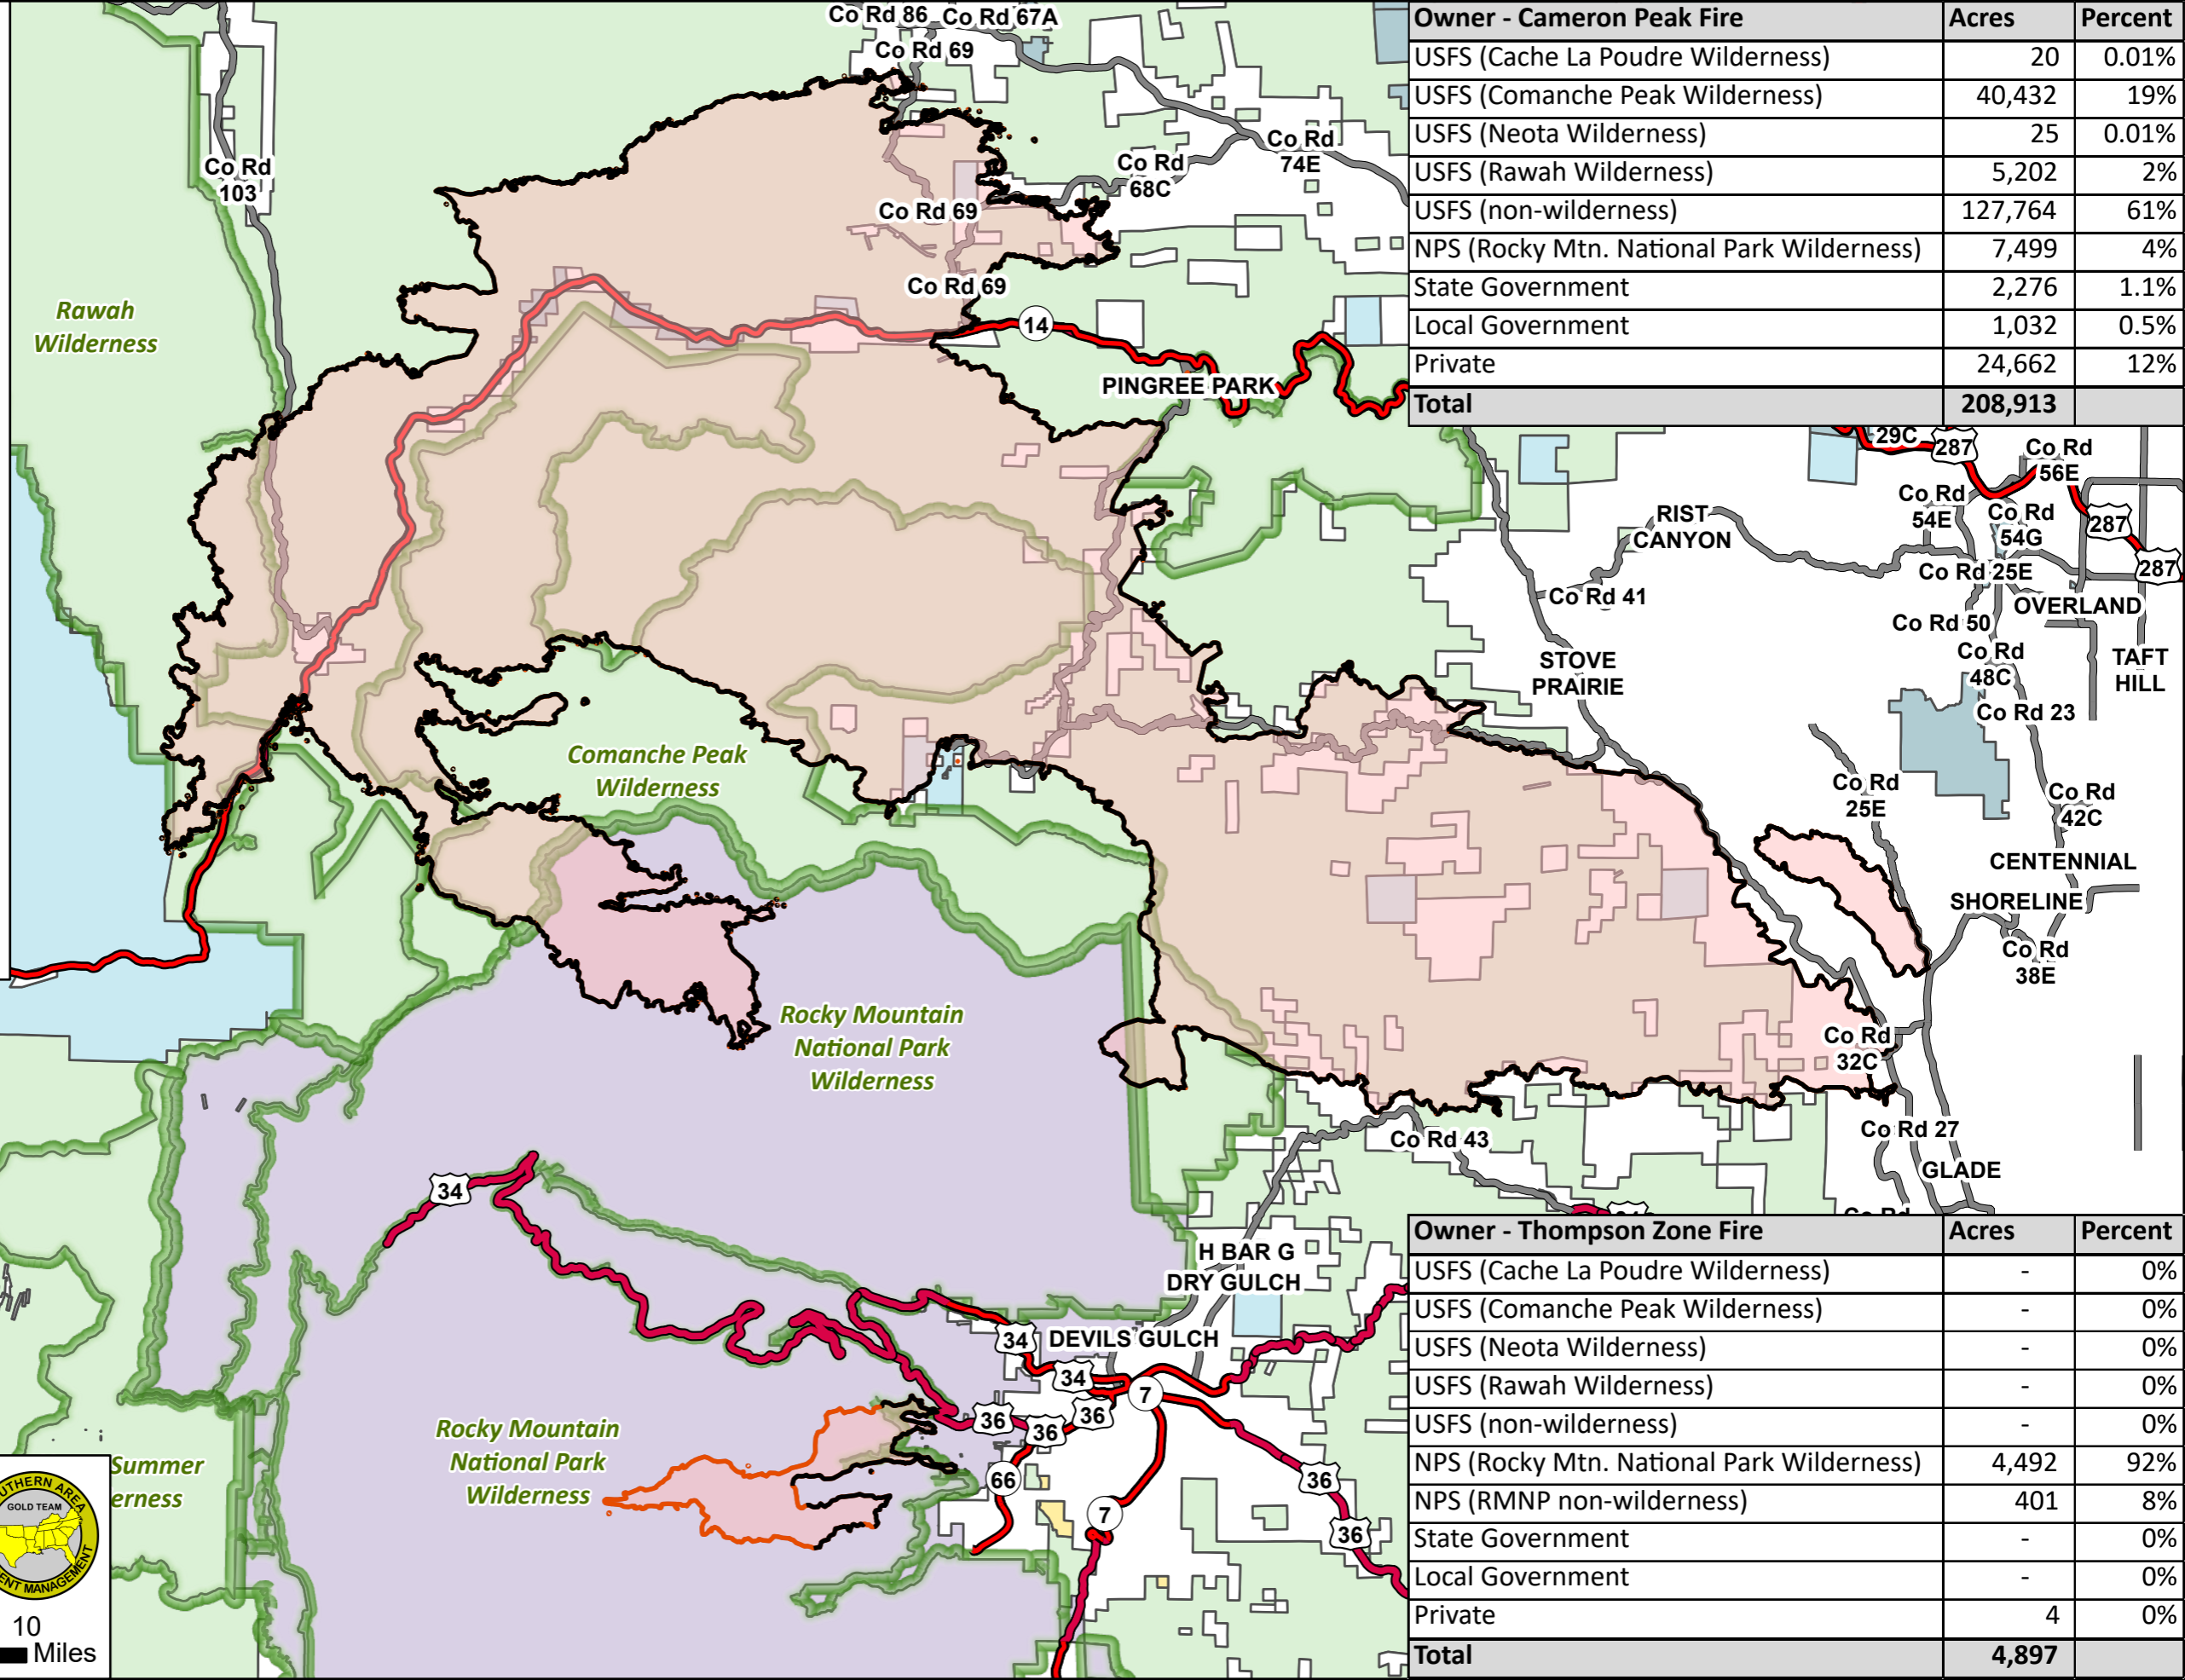 Co Rd 86
Co Rd 67A
Co Rd 69
Co Rd
103
Co Rd
74E
Co Rd
68C
Co Rd 69
Co Rd 69
14
Rawah
Wilderness
PINGREE PARK
Owner - Cameron Peak Fire Acres Percent
USFS (Cache La Poudre Wilderness) 20 0.01%
USFS (Comanche Peak Wilderness) 40,432 19%
USFS (Neota Wilderness) 25 0.01%
USFS (Rawah Wilderness) 5,202 2%
USFS (non-wilderness) 127,764 61%
NPS (Rocky Mtn. National Park Wilderness) 7,499 4%
State Government 2,276 1.1%
Local Government 1,032 0.5%
Private 24,662 12%
Total 208,913
29C
287
Co Rd
56E
Co Rd
54E
Co Rd
54G
287
287
RIST
CANYON
Co Rd 25E
Co Rd 41
OVERLAND
Co Rd 50
Co Rd
48C
TAFT
HILL
STOVE
PRAIRIE
Co Rd 23
Comanche Peak
Wilderness
Co Rd
25E
Co Rd
42C
CENTENNIAL
SHORELINE
Co Rd
38E
Rocky Mountain
National Park
Wilderness
Co Rd
32C
Co Rd 43
Co Rd 27
GLADE
34
Co Rd
H BAR G
DRY GULCH
34
DEVILS GULCH
34
7
36
36
36
66
36
7
36
Rocky Mountain
National Park
Wilderness
Summer
erness
UTHERN AREA
GOLD TEAM
ENT MANAGEMENT
10
Miles
Owner - Thompson Zone Fire Acres Percent
USFS (Cache La Poudre Wilderness) - 0%
USFS (Comanche Peak Wilderness) - 0%
USFS (Neota Wilderness) - 0%
USFS (Rawah Wilderness) - 0%
USFS (non-wilderness) - 0%
NPS (Rocky Mtn. National Park Wilderness) 4,492 92%
NPS (RMNP non-wilderness) 401 8%
State Government - 0%
Local Government - 0%
Private 4 0%
Total 4,897